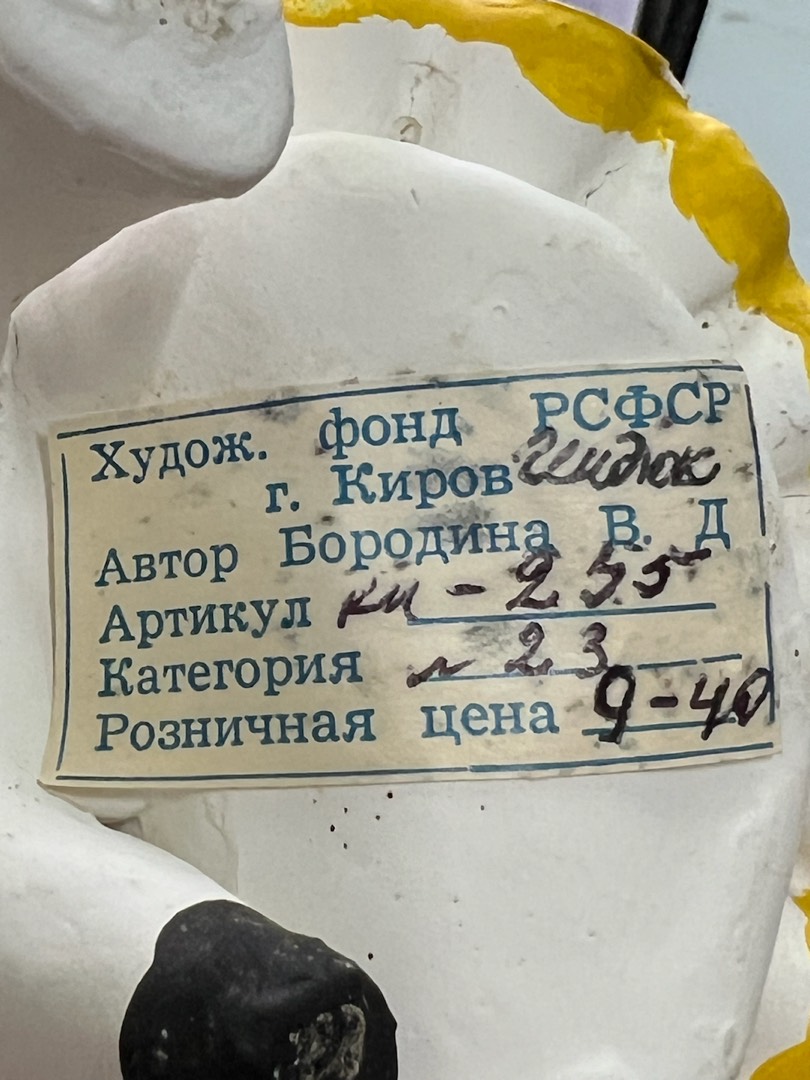 Худож. фонд РСФСР
г. Киров Индюк
Автор Бородина В. Д
Артикул ки - 255
Категория 23
Розничная цена 9-40